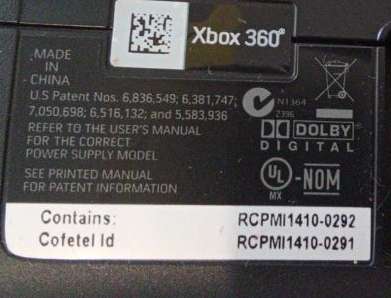 Xbox 360®
MADE
IN
CHINA
U.S Patent Nos. 6,836,549; 6,381,747;
7,050,698; 6,516,132; and 5,583,936
REFER TO THE USER'S MANUAL
FOR THE CORRECT
POWER SUPPLY MODEL
SEE PRINTED MANUAL
FOR PATENT INFORMATION
N1364
Z396
DOLBY
DIGITAL
UL® -NOM
MX
Contains: RCPMI1410-0292
Cofetel Id RCPMI1410-0291